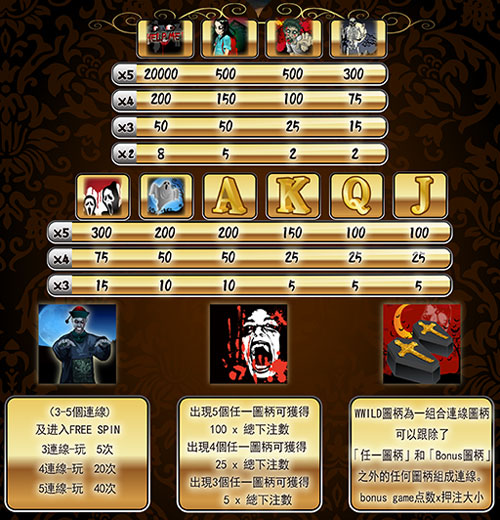 x5 20000 500 500 300
x4 200 150 100 75
x3 50 50 25 15
x2 8 5 2 2
A K Q J
x5 300 200 200 150 100 100
x4 75 50 50 25 25 25
x3 15 10 10 5 5 5
(3-5個連線)
及进入FREE SPIN
3連線-玩 5次
4連線-玩 20次
5連線-玩 40次
出現5個任一圖柄可獲得
100 x 總下注數
出現4個任一圖柄可獲得
25 x 總下注數
出現3個任一圖柄可獲得
5 x 總下注數
WWILD圖柄為一組合連線圖柄
可以跟除了
「任一圖柄」和「Bonus圖柄」
之外的任何圖柄組成連線。
bonus game点数x押注大小